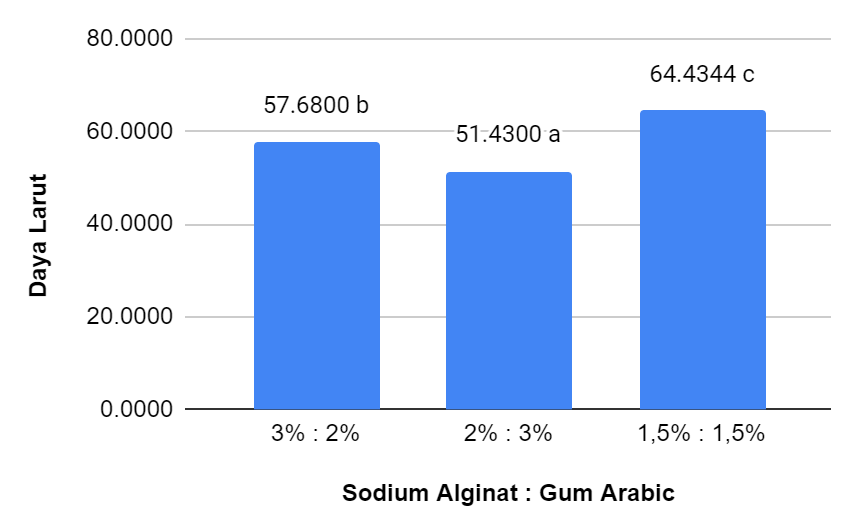 80.0000
64.4344 c
57.6800 b
60.0000
51.4300 a
Daya Larut
40.0000
20.0000
0.0000
3% : 2%
2% : 3%
1,5% : 1,5%
Sodium Alginat : Gum Arabic